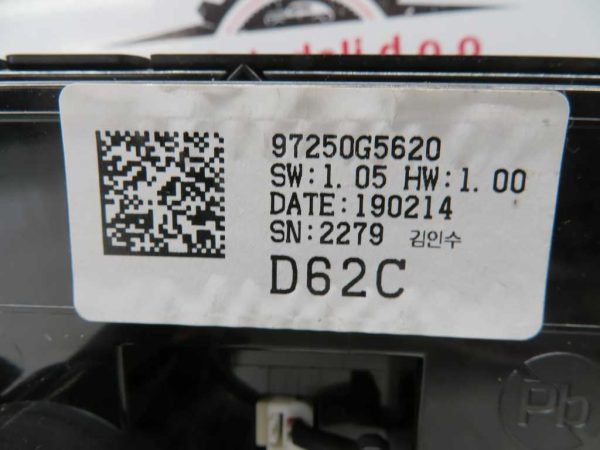 d.o.o
97250G5620
SW:1.05 HW:1.00
DATE:190214
SN:2279 김인수
D62C
Pb